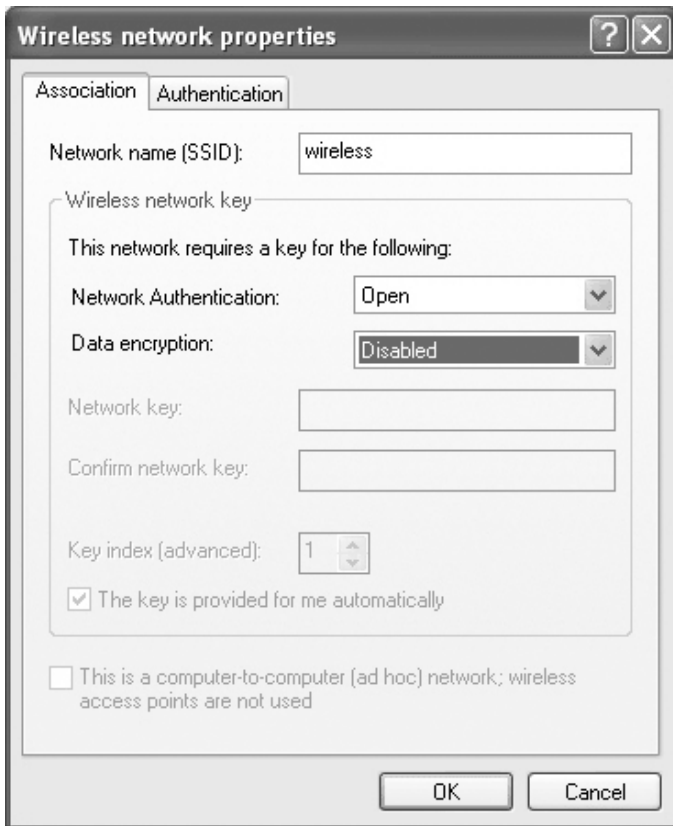 Wireless network properties
Association Authentication
Network name (SSID): wireless
Wireless network key
This network requires a key for the following:
Network Authentication: Open
Data encryption: Disabled
Network key:
Confirm network key:
Key index (advanced): 1
The key is provided for me automatically
This is a computer-to-computer (ad hoc) network; wireless
access points are not used
OK Cancel